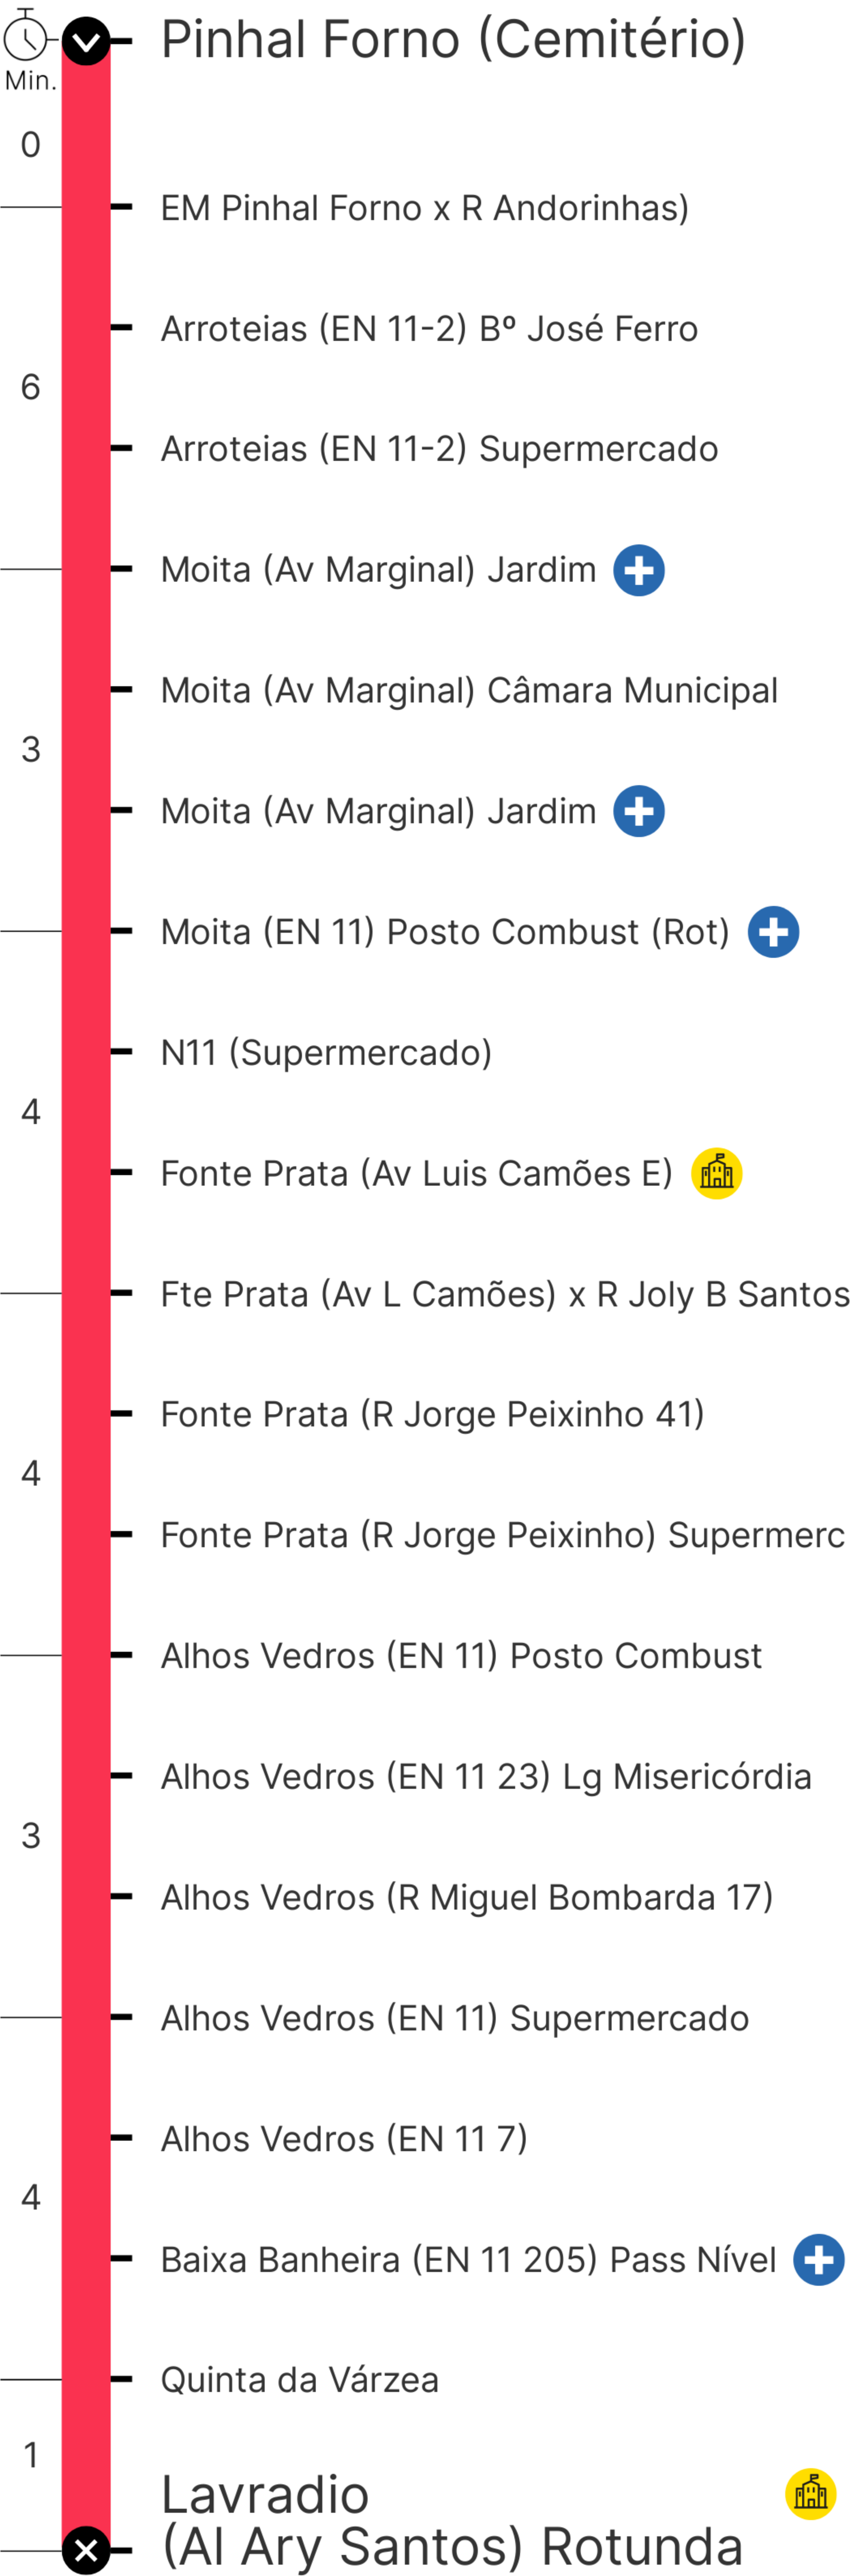 Pinhal Forno (Cemitério)
Min.
0
EM Pinhal Forno x R Andorinhas)
Arroteias (EN 11-2) Bº José Ferro
6
Arroteias (EN 11-2) Supermercado
Moita (Av Marginal) Jardim
Moita (Av Marginal) Câmara Municipal
3
Moita (Av Marginal) Jardim
Moita (EN 11) Posto Combust (Rot)
N11 (Supermercado)
4
Fonte Prata (Av Luis Camões E)
Fte Prata (Av L Camões) x R Joly B Santos
Fonte Prata (R Jorge Peixinho 41)
4
Fonte Prata (R Jorge Peixinho) Supermerc
Alhos Vedros (EN 11) Posto Combust
Alhos Vedros (EN 11 23) Lg Misericórdia
3
Alhos Vedros (R Miguel Bombarda 17)
Alhos Vedros (EN 11) Supermercado
Alhos Vedros (EN 11 7)
4
Baixa Banheira (EN 11 205) Pass Nível
Quinta da Várzea
1
Lavradio
(Al Ary Santos) Rotunda